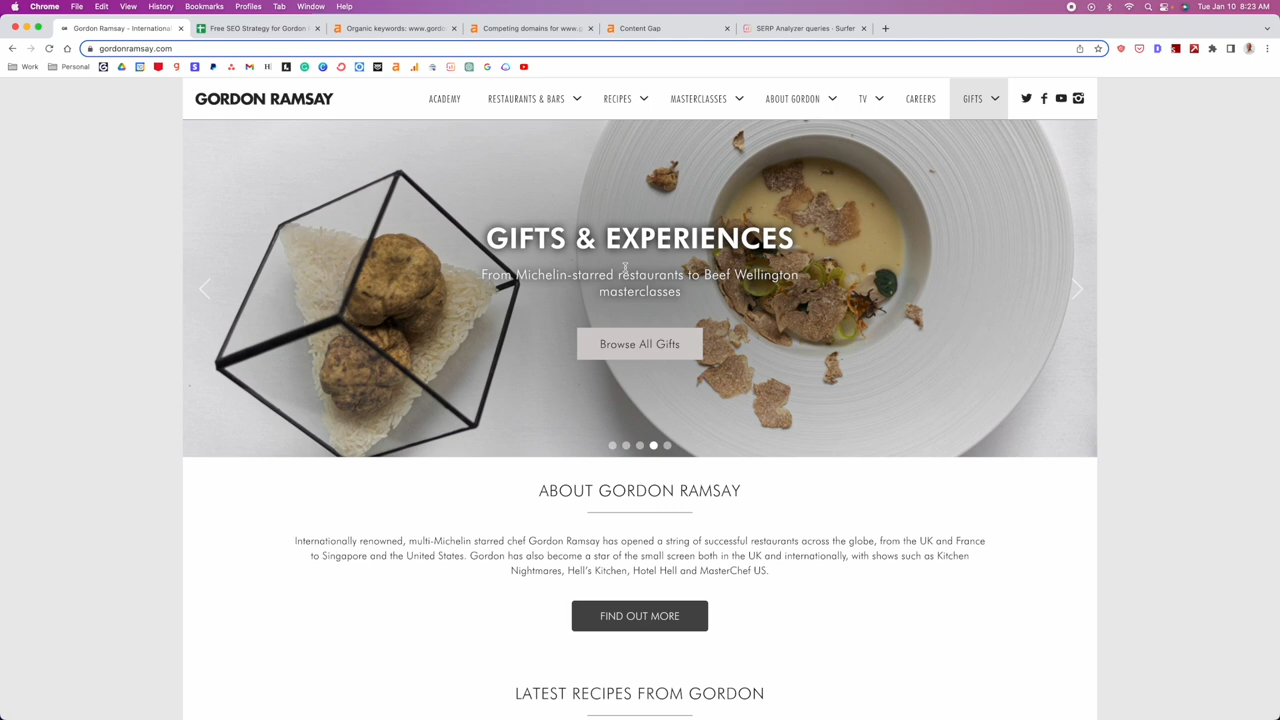 Chrome File Edit View History Bookmarks Profiles Tab Window Help
Tue Jan 10 8:23 AM
Gordon Ramsay - International
Free SEO Strategy for Gordon
Organic keywords: www.gordo
Competing domains for www.g
Content Gap
SERP Analyzer queries · Surfer
gordonramsay.com
Work Personal
GORDON RAMSAY
ACADEMY RESTAURANTS & BARS RECIPES MASTERCLASSES ABOUT GORDON TV CAREERS GIFTS
GIFTS & EXPERIENCES
From Michelin-starred restaurants to Beef Wellington
masterclasses
Browse All Gifts
ABOUT GORDON RAMSAY
Internationally renowned, multi-Michelin starred chef Gordon Ramsay has opened a string of successful restaurants across the globe, from the UK and France
to Singapore and the United States. Gordon has also become a star of the small screen both in the UK and internationally, with shows such as Kitchen
Nightmares, Hell's Kitchen, Hotel Hell and MasterChef US.
FIND OUT MORE
LATEST RECIPES FROM GORDON